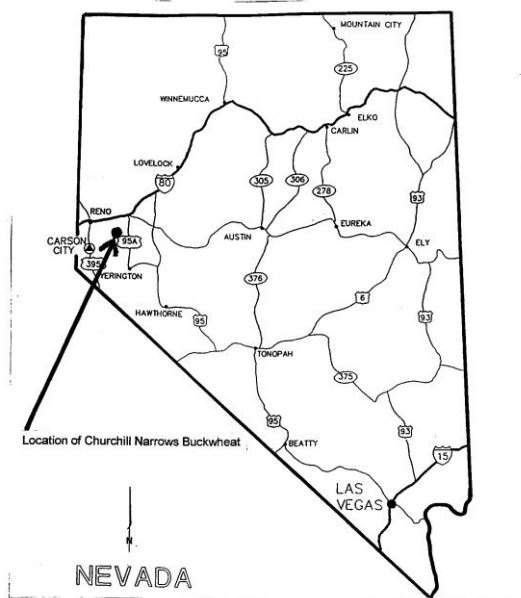 MOUNTAIN CITY
95
225
WINNEMUCCA
ELKO
CARLIN
LOVELOCK
80
305
306
278
93
RENO
CARSON
CITY
95A
AUSTIN
EUREKA
ELY
395
YERINGTON
376
6
HAWTHORNE
95
93
TONOPAH
375
95
93
Location of Churchill Narrows Buckwheat
BEATTY
15
LAS
VEGAS
N
NEVADA